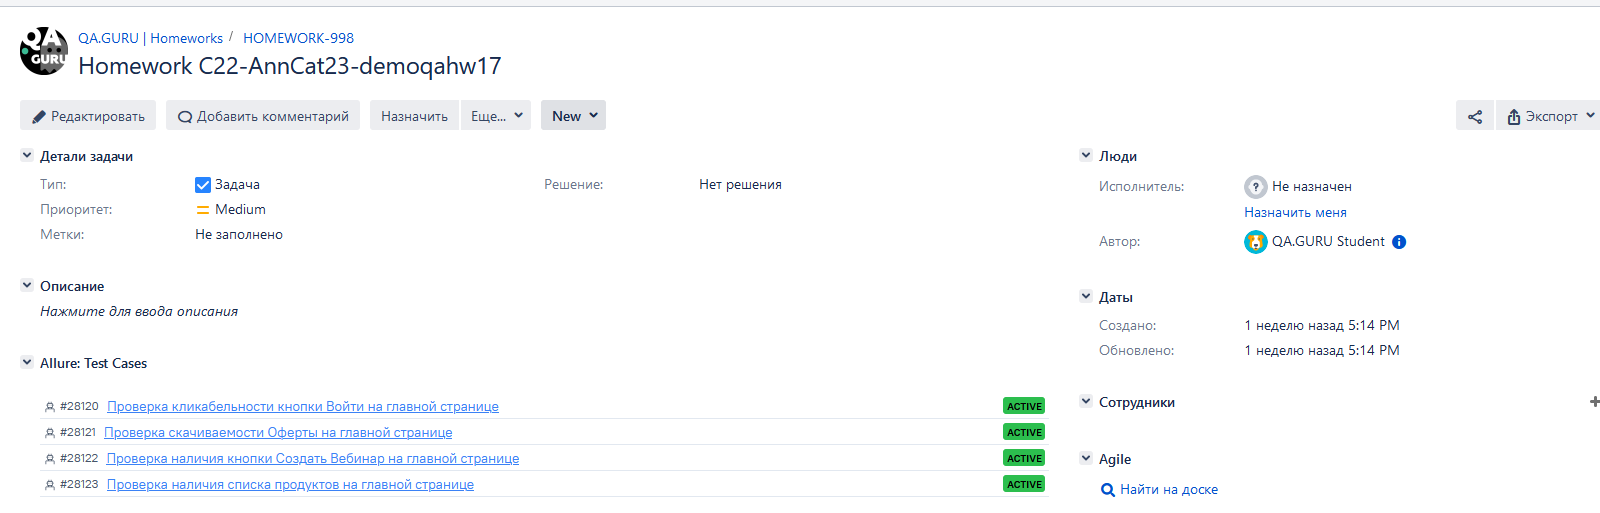 QA
GURU
QA.GURU | Homeworks / HOMEWORK-998
Homework C22-AnnCat23-demoqahw17
Редактировать Добавить комментарий Назначить Еще... New Экспорт
Детали задачи
Тип: Задача Решение: Нет решения
Приоритет: Medium
Метки: Не заполнено
Описание
Нажмите для ввода описания
Allure: Test Cases
#28120 Проверка кликабельности кнопки Войти на главной странице ACTIVE
#28121 Проверка скачиваемости Оферты на главной странице ACTIVE
#28122 Проверка наличия кнопки Создать Вебинар на главной странице ACTIVE
#28123 Проверка наличия списка продуктов на главной странице ACTIVE
Люди
Исполнитель: Не назначен
Назначить меня
Автор: QA.GURU Student
Даты
Создано: 1 неделю назад 5:14 PM
Обновлено: 1 неделю назад 5:14 PM
Сотрудники
Agile
Найти на доске